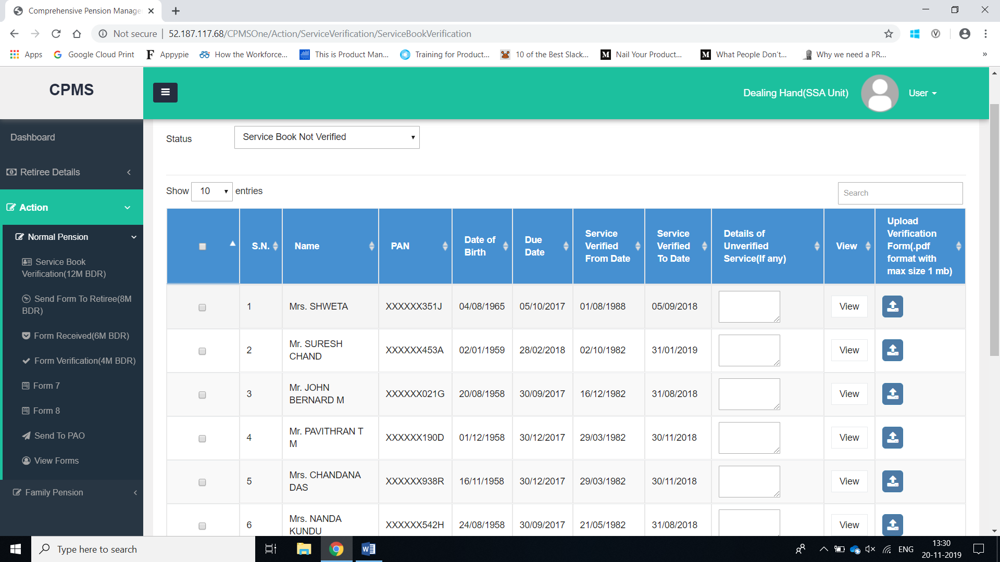 Comprehensive Pension Manage
Not secure | 52.187.117.68/CPMSOne/Action/ServiceVerification/ServiceBookVerification
Apps Google Cloud Print Appypie How the Workforce... This is Product Man... Training for Product... 10 of the Best Slack... Nail Your Product... What People Don't... Why we need a PR... »
CPMS
Dealing Hand(SSA Unit) User
Dashboard
Retiree Details
Action
Normal Pension
Service Book
Verification(12M BDR)
Send Form To Retiree(8M
BDR)
Form Received(6M BDR)
Form Verification(4M BDR)
Form 7
Form 8
Send To PAO
View Forms
Family Pension
Status Service Book Not Verified
Show 10 entries Search
S.N. Name PAN
Date of
Birth
Due
Date
Service
Verified
From Date
Service
Verified
To Date
Details of
Unverified
Service(If any)
View
Upload
Verification
Form(.pdf
format with
max size 1 mb)
1 Mrs. SHWETA XXXXXX351J 04/08/1965 05/10/2017 01/08/1988 05/09/2018 View
2 Mr. SURESH
CHAND XXXXXX453A 02/01/1959 28/02/2018 02/10/1982 31/01/2019 View
3 Mr. JOHN
BERNARD M XXXXXX021G 20/08/1958 30/09/2017 16/12/1982 31/08/2018 View
4 Mr. PAVITHRAN T
M XXXXXX190D 01/12/1958 30/12/2017 29/03/1982 30/11/2018 View
5 Mrs. CHANDANA
DAS XXXXXX938R 16/11/1958 30/12/2017 29/03/1982 30/11/2018 View
6 Mrs. NANDA
KUNDU XXXXXX542H 24/08/1958 30/09/2017 21/05/1982 31/08/2018 View
Type here to search
ENG
13:30
20-11-2019